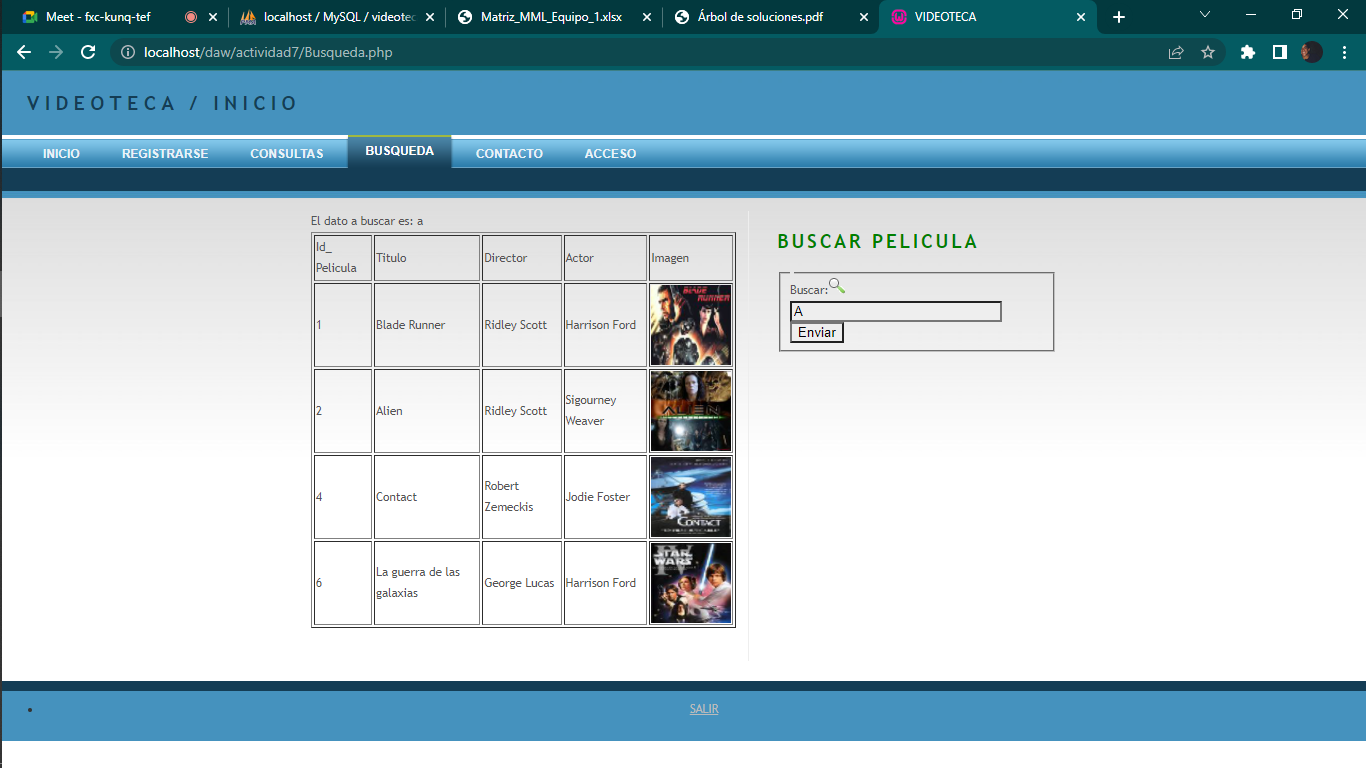 Meet - fxc-kunq-tef
localhost / MySQL / videotec
Matriz_MML_Equipo_1.xlsx
Árbol de soluciones.pdf
VIDEOTECA
localhost/daw/actividad7/Busqueda.php
VIDEOTECA / INICIO
INICIO REGISTRARSE CONSULTAS BUSQUEDA CONTACTO ACCESO
El dato a buscar es: a
Id_
Pelicula
Titulo
Director
Actor
Imagen
1
Blade Runner
Ridley Scott
Harrison Ford
BLADE
RUNNER
2
Alien
Ridley Scott
Sigourney
Weaver
ALIEN
4
Contact
Robert
Zemeckis
Jodie Foster
CONTACT
6
La guerra de las
galaxias
George Lucas
Harrison Ford
STAR
WARS
IV
BUSCAR PELICULA
Buscar:
A
Enviar
SALIR